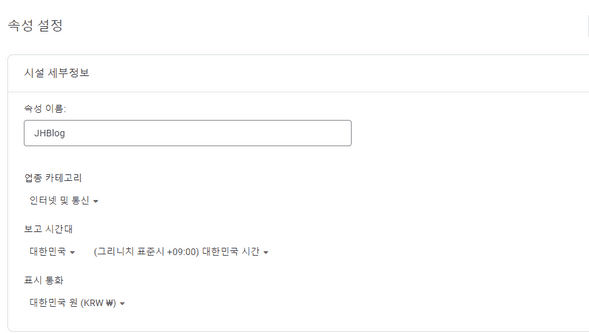 속성 설정
시설 세부정보
속성 이름:
JHBlog
업종 카테고리
인터넷 및 통신
보고 시간대
대한민국 (그리니치 표준시 +09:00) 대한민국 시간
표시 통화
대한민국 원 (KRW ₩)